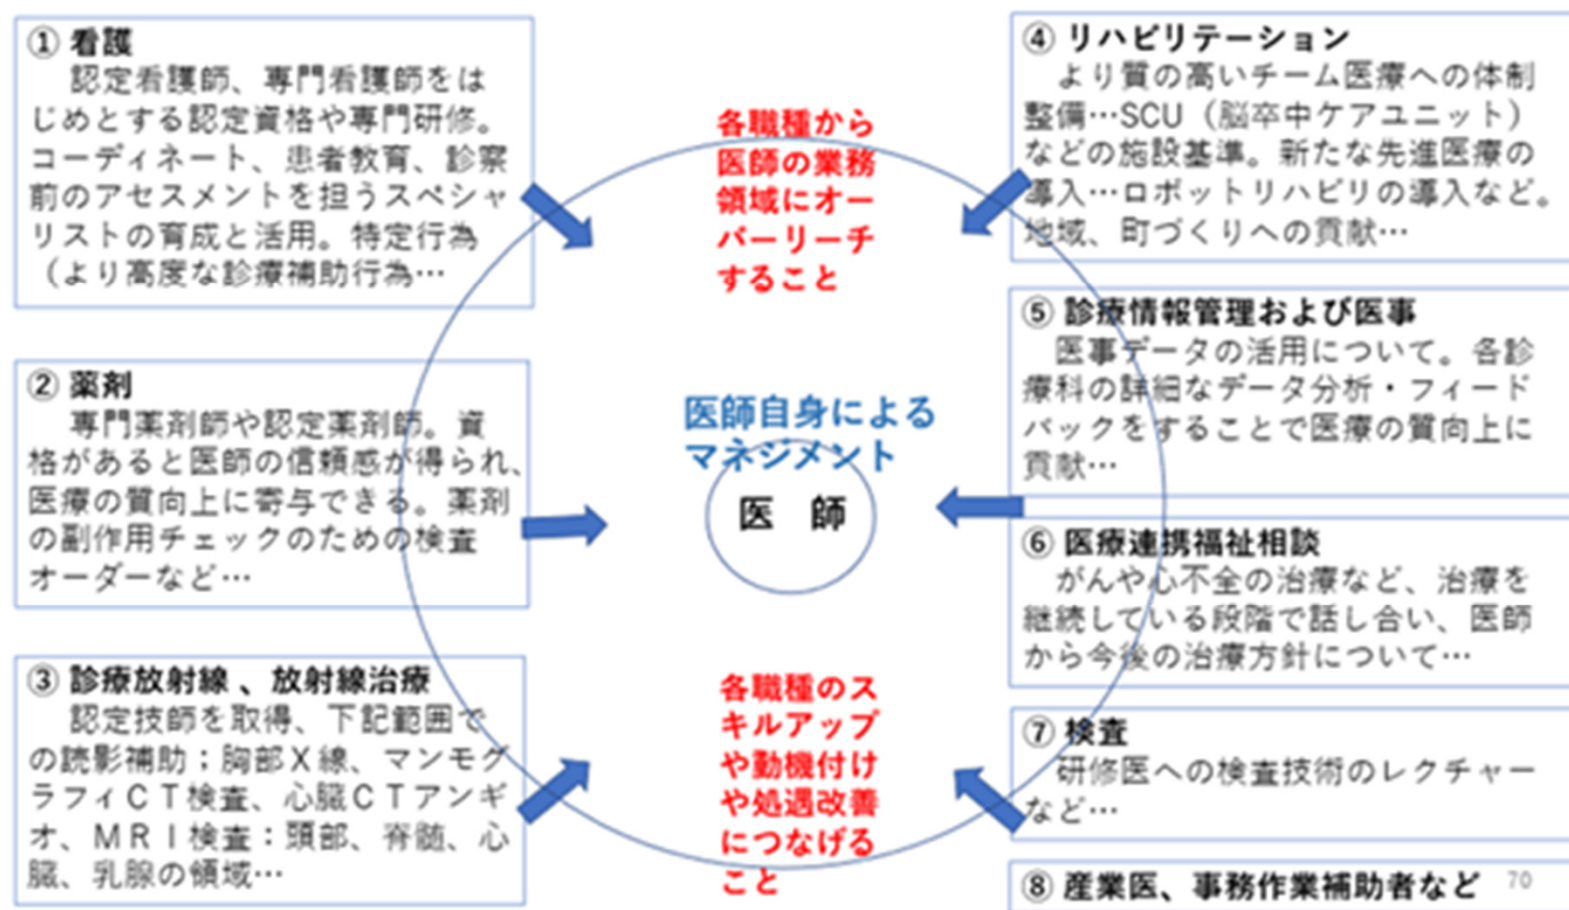 ① 看護
認定看護師、専門看護師をは
じめとする認定資格や専門研修。
コーディネート、患者教育、診察
前のアセスメントを担うスペシャ
リストの育成と活用。特定行為
（より高度な診療補助行為…
② 薬剤
専門薬剤師や認定薬剤師。資
格があると医師の信頼感が得られ、
医療の質向上に寄与できる。薬剤
の副作用チェックのための検査
オーダーなど…
③ 診療放射線 、放射線治療
認定技師を取得、下記範囲で
の読影補助；胸部Ｘ線、マンモグ
ラフィＣＴ検査、心臓ＣＴアンギ
オ、ＭＲＩ検査：頭部、脊髄、心
臓、乳腺の領域…
各職種から
医師の業務
領域にオー
バーリーチ
すること
医師自身による
マネジメント
医 師
各職種のス
キルアップ
や動機付け
や処遇改善
につなげる
こと
④ リハビリテーション
より質の高いチーム医療への体制
整備…SCU（脳卒中ケアユニット）
などの施設基準。新たな先進医療の
導入…ロボットリハビリの導入など。
地域、町づくりへの貢献…
⑤ 診療情報管理および医事
医事データの活用について。各診
療科の詳細なデータ分析・フィード
バックをすることで医療の質向上に
貢献…
⑥ 医療連携福祉相談
がんや心不全の治療など、治療を
継続している段階で話し合い、医師
から今後の治療方針について…
⑦ 検査
研修医への検査技術のレクチャー
など…
⑧ 産業医、事務作業補助者など
70